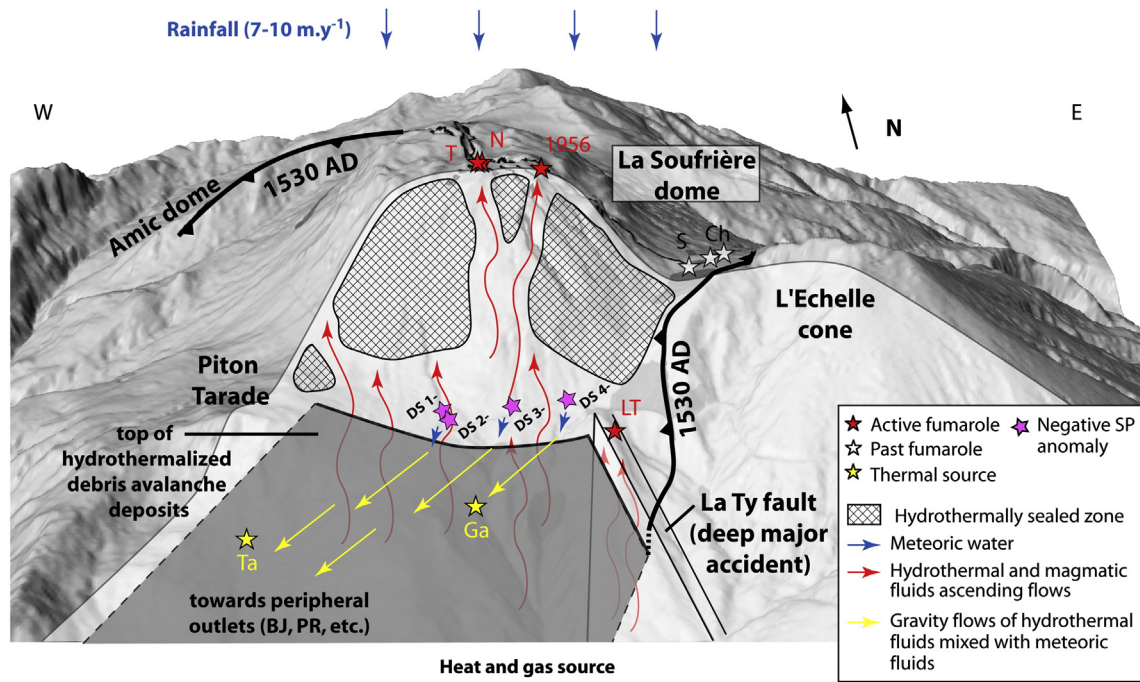 Rainfall (7-10 m.y-1)
W
E
N
T
N
1956
1530 AD
Amic dome
La Soufrière
dome
S
Ch
L'Echelle
cone
1530 AD
Piton
Tarade
DS 1-
DS 2-
DS 3-
DS 4-
LT
top of
hydrothermalized
debris avalanche
deposits
Ta
Ga
La Ty fault
(deep major
accident)
towards peripheral
outlets (BJ, PR, etc.)
Heat and gas source
Active fumarole
Past fumarole
Thermal source
Negative SP
anomaly
Hydrothermally sealed zone
Meteoric water
Hydrothermal and magmatic
fluids ascending flows
Gravity flows of hydrothermal
fluids mixed with meteoric
fluids